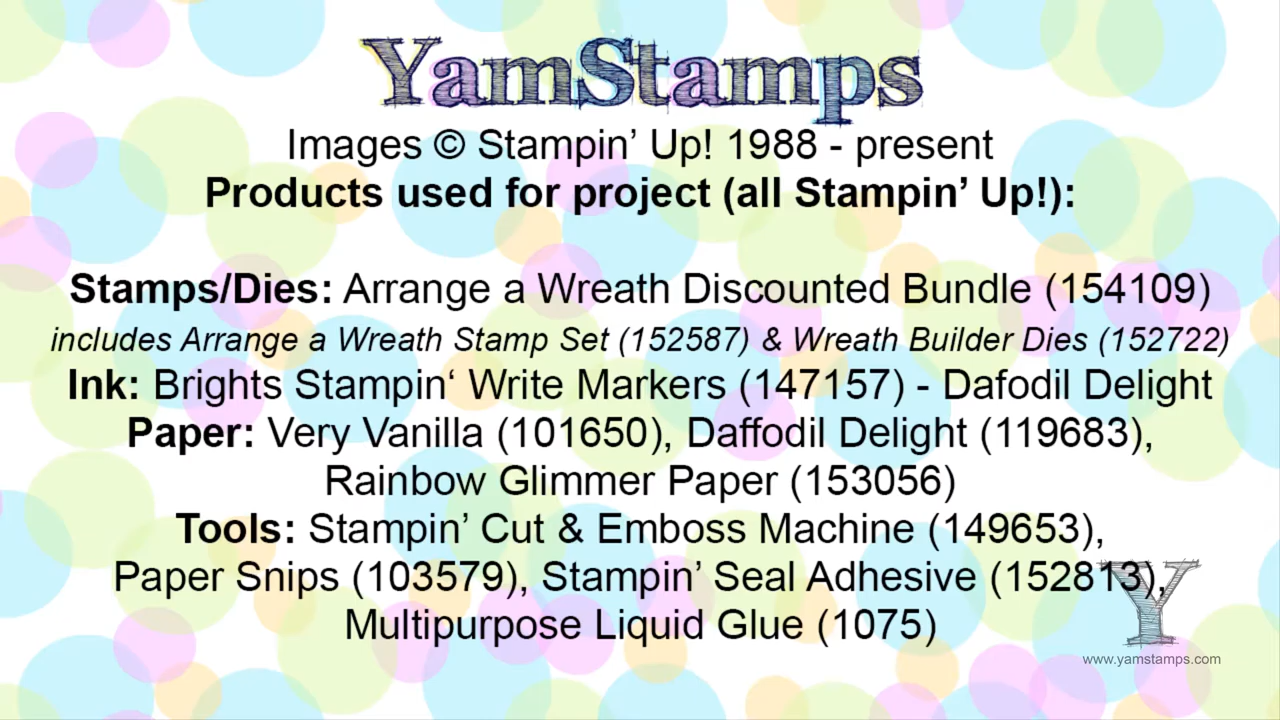 YamStamps
Images © Stampin’ Up! 1988 - present
Products used for project (all Stampin’ Up!):
Stamps/Dies: Arrange a Wreath Discounted Bundle (154109)
includes Arrange a Wreath Stamp Set (152587) & Wreath Builder Dies (152722)
Ink: Brights Stampin‘ Write Markers (147157) - Dafodil Delight
Paper: Very Vanilla (101650), Daffodil Delight (119683),
Rainbow Glimmer Paper (153056)
Tools: Stampin’ Cut & Emboss Machine (149653),
Paper Snips (103579), Stampin’ Seal Adhesive (152813),
Multipurpose Liquid Glue (1075)
Y
www.yamstamps.com